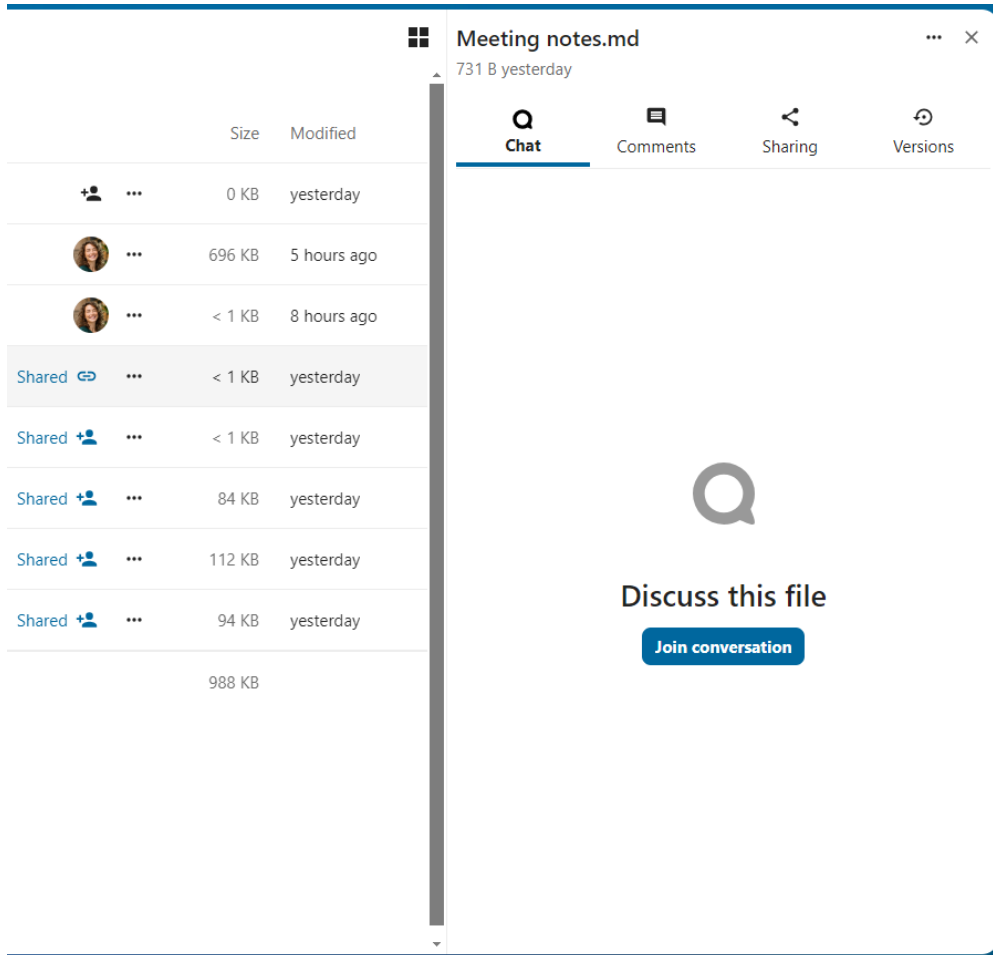 Meeting notes.md
731 B yesterday
Chat Comments Sharing Versions
Size Modified
0 KB yesterday
696 KB 5 hours ago
< 1 KB 8 hours ago
Shared < 1 KB yesterday
Shared < 1 KB yesterday
Shared 84 KB yesterday
Shared 112 KB yesterday
Shared 94 KB yesterday
988 KB
Discuss this file
Join conversation